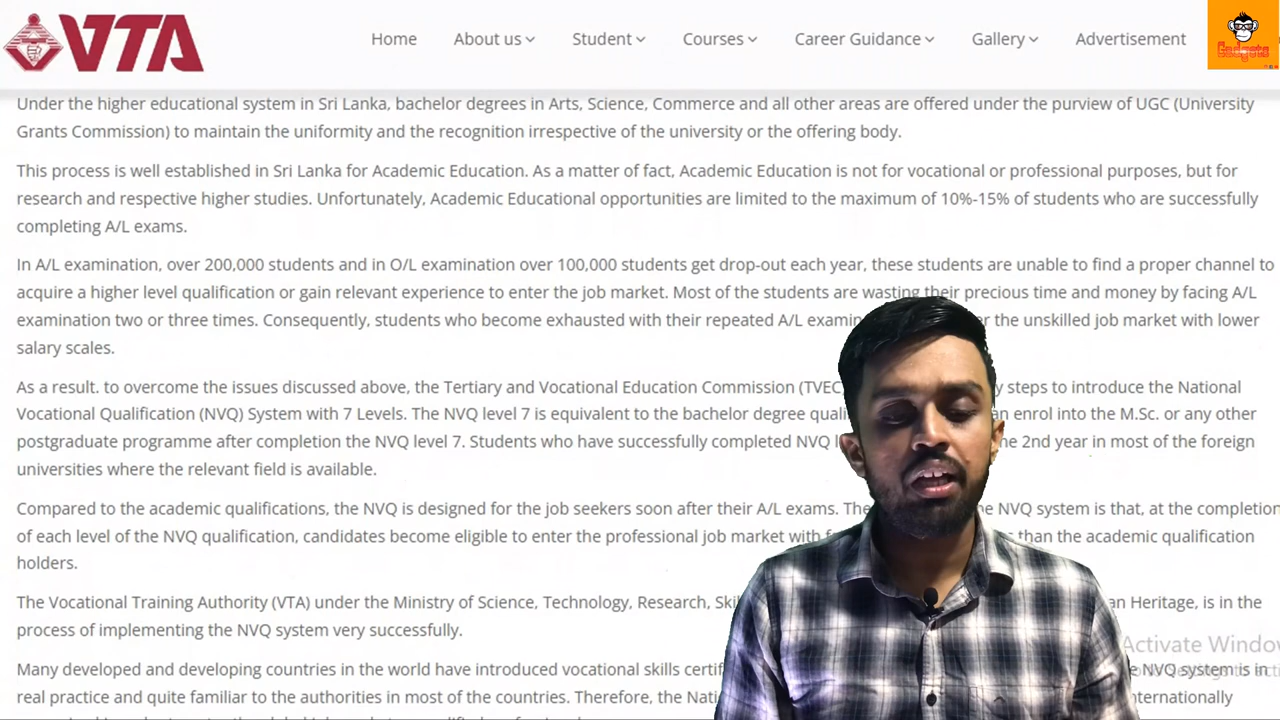 VTA
Home
About us
Student
Courses
Career Guidance
Gallery
Advertisement
Gadgeta
Under the higher educational system in Sri Lanka, bachelor degrees in Arts, Science, Commerce and all other areas are offered under the purview of UGC (University
Grants Commission) to maintain the uniformity and the recognition irrespective of the university or the offering body.
This process is well established in Sri Lanka for Academic Education. As a matter of fact, Academic Education is not for vocational or professional purposes, but for
research and respective higher studies. Unfortunately, Academic Educational opportunities are limited to the maximum of 10%-15% of students who are successfully
completing A/L exams.
In A/L examination, over 200,000 students and in O/L examination over 100,000 students get drop-out each year, these students are unable to find a proper channel to
acquire a higher level qualification or gain relevant experience to enter the job market. Most of the students are wasting their precious time and money by facing A/L
examination two or three times. Consequently, students who become exhausted with their repeated A/L the unskilled job market with lower
salary scales.
As a result. to overcome the issues discussed above, the Tertiary and Vocational Education Commission steps to introduce the National
Vocational Qualification (NVQ) System with 7 Levels. The NVQ level 7 is equivalent to the bachelor degree enrol into the M.Sc. or any other
postgraduate programme after completion the NVQ level 7. Students who have successfully completed NVQ 2nd year in most of the foreign
universities where the relevant field is available.
Compared to the academic qualifications, the NVQ is designed for the job seekers soon after their A/L exams. NVQ system is that, at the completion
of each level of the NVQ qualification, candidates become eligible to enter the professional job market with than the academic qualification
holders.
The Vocational Training Authority (VTA) under the Ministry of Science, Technology, Research, Heritage, is in the
process of implementing the NVQ system very successfully.
Many developed and developing countries in the world have introduced vocational skills NVQ system is in
real practice and quite familiar to the authorities in most of the countries. Therefore, the internationally
Activate